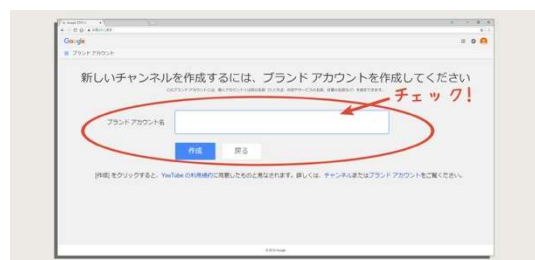 Google
ブランド アカウント
新しいチャンネルを作成するには、ブランド アカウントを作成してください
チェック!
ブランド アカウント名
作成 戻る
[作成] をクリックすると、YouTube の利用規約に同意したものと見なされます。詳しくは、チャンネルまたはブランド アカウントをご覧ください。